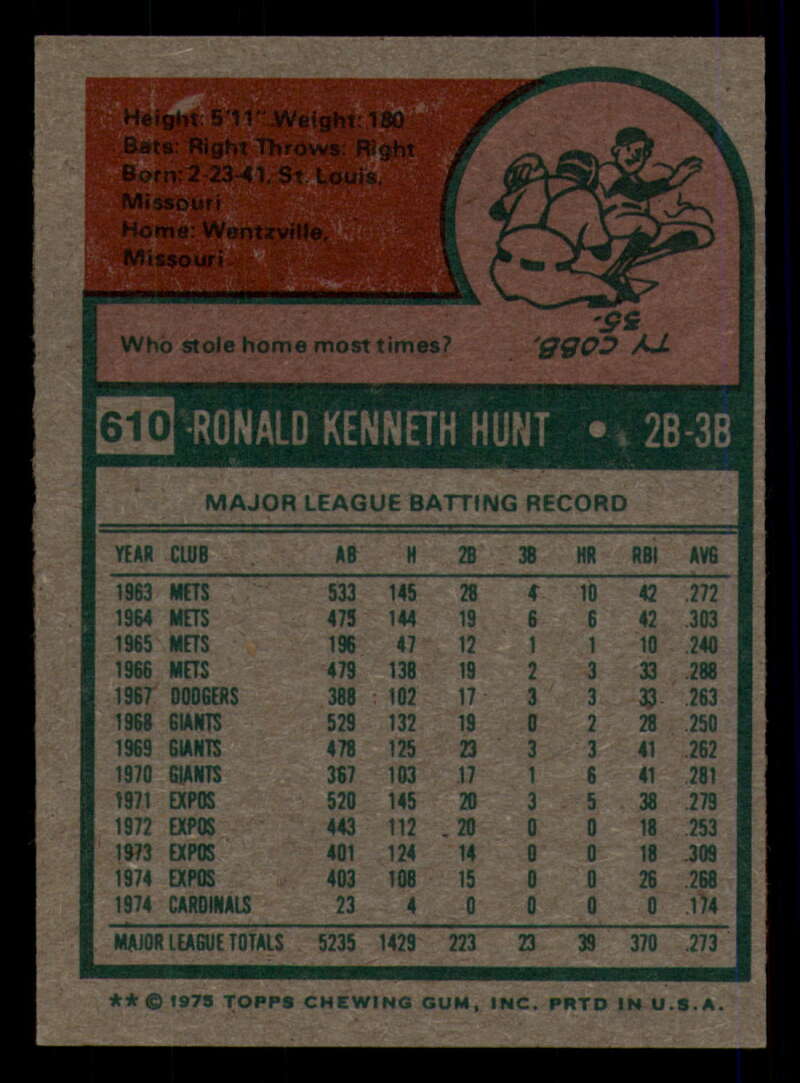 Height: 5'11" Weight: 180
Bats: Right Throws: Right
Born: 2-23-41, St. Louis,
Missouri
Home: Wentzville,
Missouri
Who stole home most times?
TY COBB,
35.
610 RONALD KENNETH HUNT • 2B-3B
MAJOR LEAGUE BATTING RECORD
YEAR CLUB AB H 2B 3B HR RBI AVG
1963 METS 533 145 28 4 10 42 .272
1964 METS 475 144 19 6 6 42 .303
1965 METS 196 47 12 1 1 10 .240
1966 METS 479 138 19 2 3 33 .288
1967 DODGERS 388 102 17 3 3 33 .263
1968 GIANTS 529 132 19 0 2 28 .250
1969 GIANTS 478 125 23 3 3 41 .262
1970 GIANTS 367 103 17 1 6 41 .281
1971 EXPOS 520 145 20 3 5 38 .279
1972 EXPOS 443 112 20 0 0 18 .253
1973 EXPOS 401 124 14 0 0 18 .309
1974 EXPOS 403 108 15 0 0 26 .268
1974 CARDINALS 23 4 0 0 0 0 .174
MAJOR LEAGUE TOTALS 5235 1429 223 23 39 370 .273
** © 1975 TOPPS CHEWING GUM, INC. PRTD IN U.S.A.